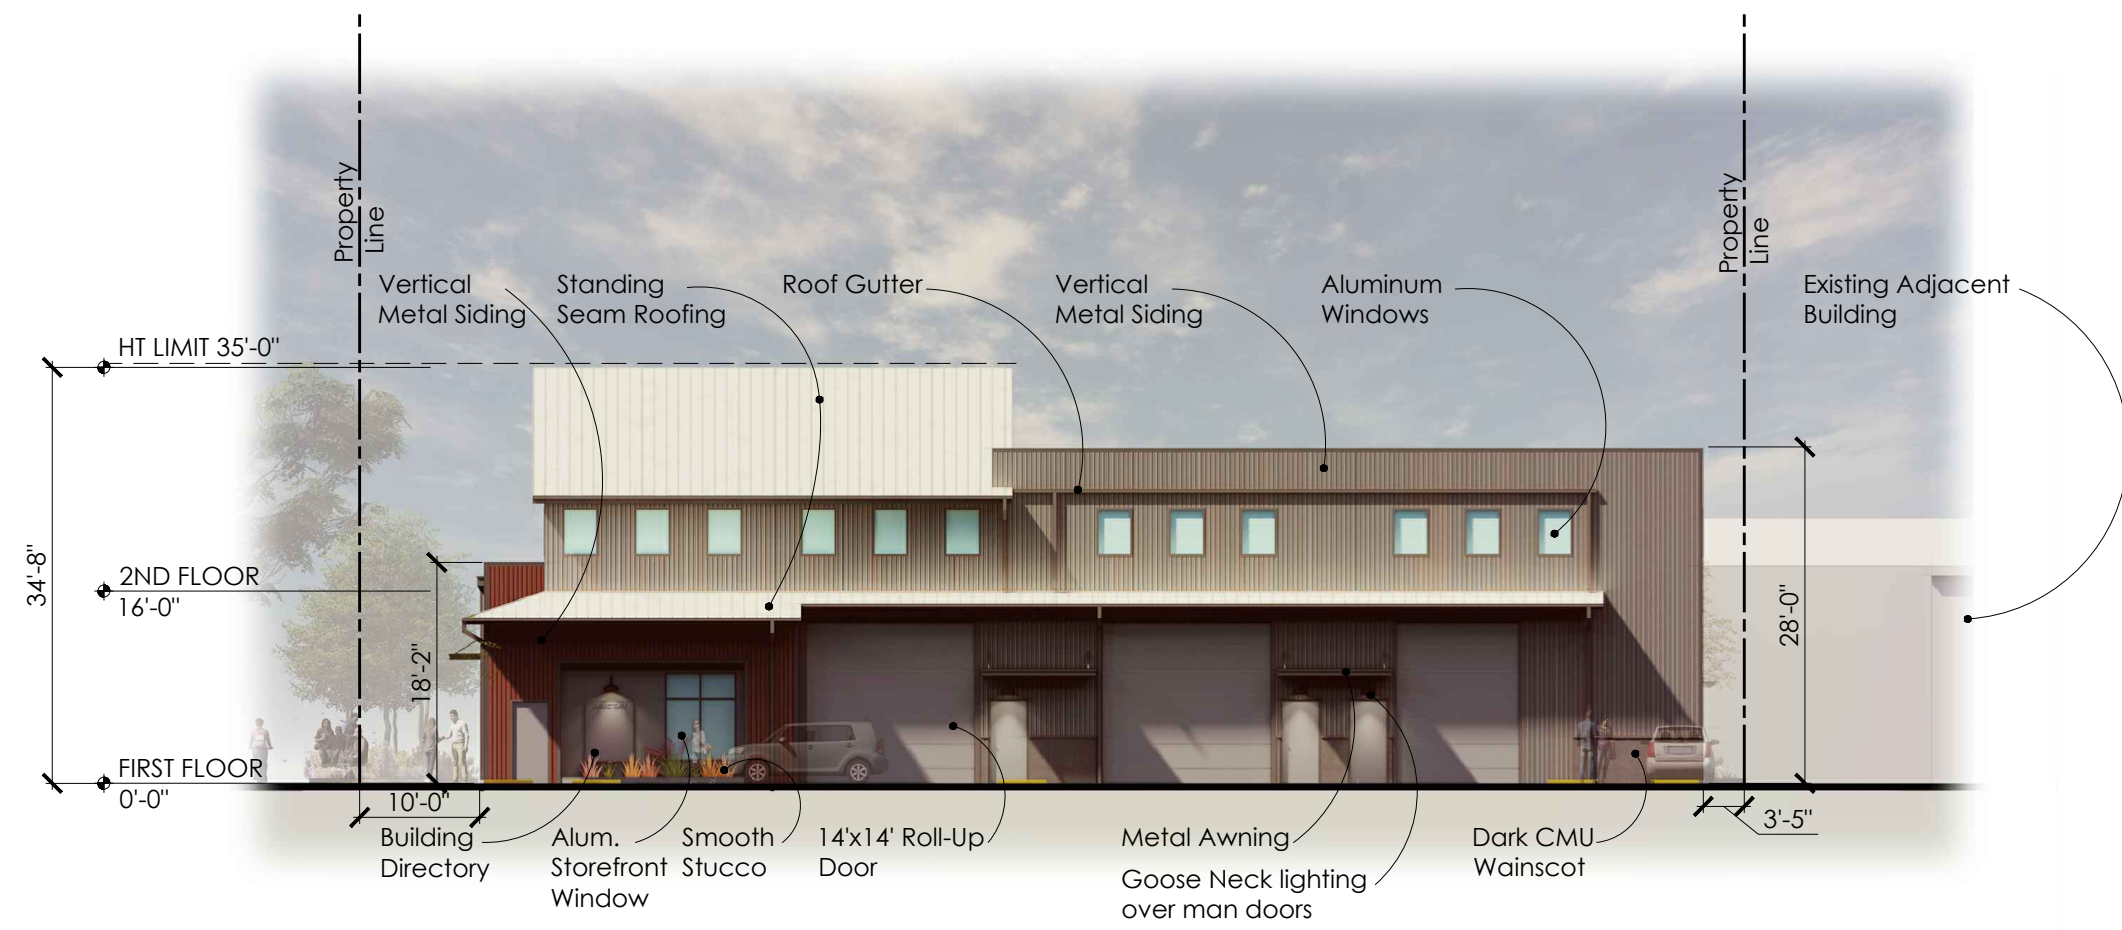 Property
Line
Property
Line
Vertical
Metal Siding
Standing
Seam Roofing
Roof Gutter
Vertical
Metal Siding
Aluminum
Windows
Existing Adjacent
Building
HT LIMIT 35'-0"
34'-8"
2ND FLOOR
16'-0"
18'-2"
28'-0"
DIRECTORY
FIRST FLOOR
0'-0"
10'-0"
3'-5"
Building
Directory
Alum.
Storefront
Window
Smooth
Stucco
14'x14' Roll-Up
Door
Metal Awning
Goose Neck lighting
over man doors
Dark CMU
Wainscot